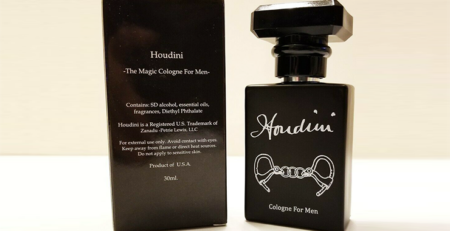 Houdini
-The Magic Cologne For Men-
Contains: SD alcohol, essential oils,
fragrances, Diethyl Phthalate
Houdini is a Registered U.S. Trademark of
Zanadu -Petrie Lewis, LLC
For external use only. Avoid contact with eyes.
Keep away from flame or direct heat sources.
Do not apply to sensitive skin.
Product of U.S.A.
50ml.
Houdini
Cologne For Men